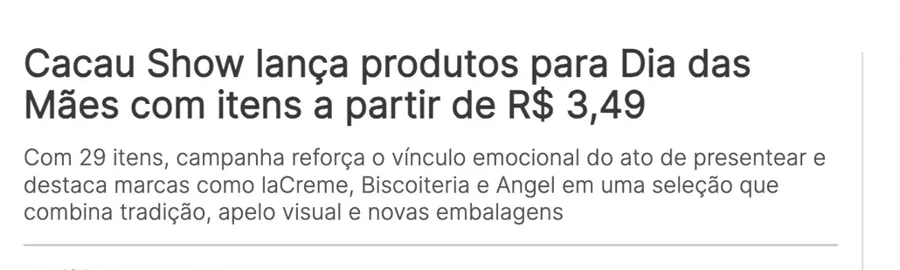 Cacau Show lança produtos para Dia das
Mães com itens a partir de R$ 3,49
Com 29 itens, campanha reforça o vínculo emocional do ato de presentear e
destaca marcas como laCreme, Biscoiteria e Angel em uma seleção que
combina tradição, apelo visual e novas embalagens